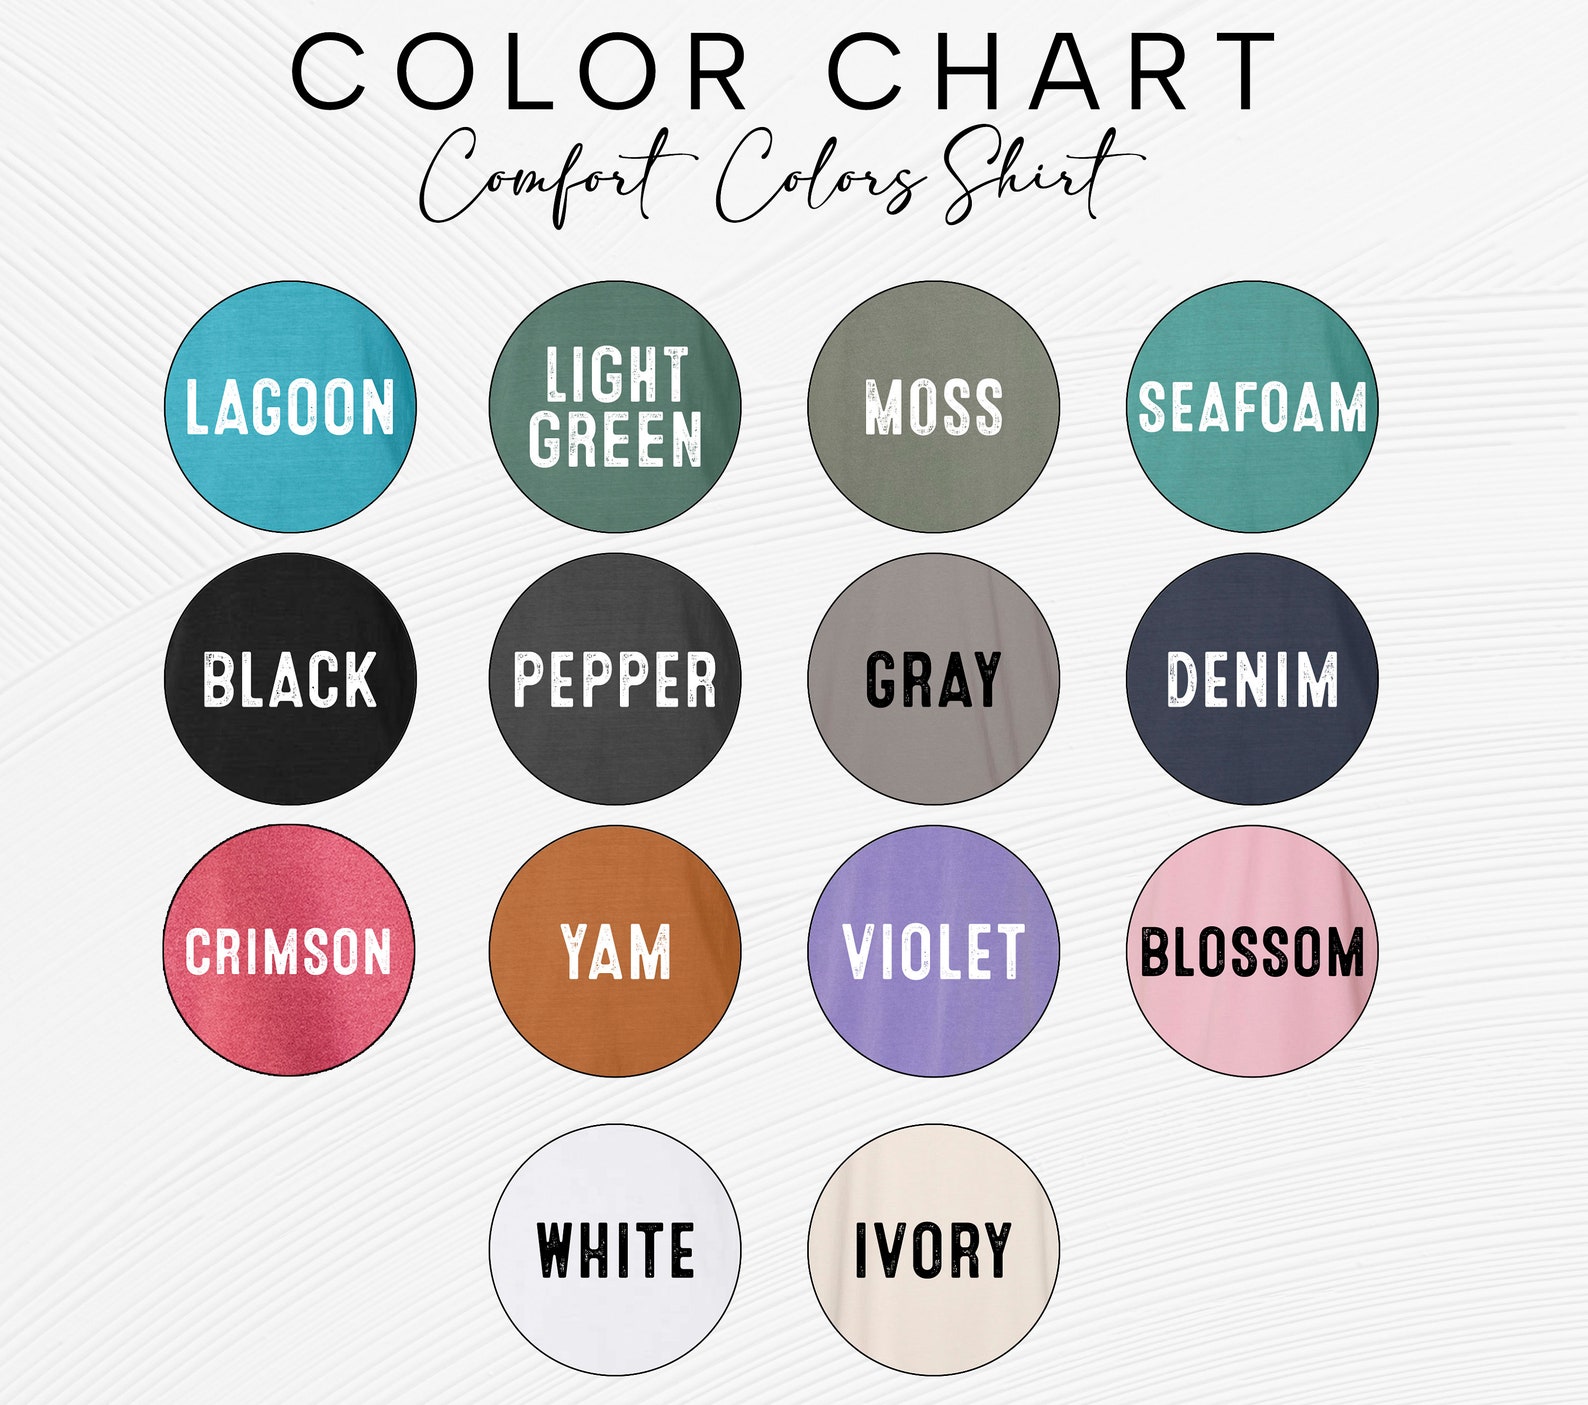 COLOR CHART
Comfort Colors Shirt
LAGOON
LIGHT
GREEN
MOSS
SEAFOAM
BLACK
PEPPER
GRAY
DENIM
CRIMSON
YAM
VIOLET
BLOSSOM
WHITE
IVORY